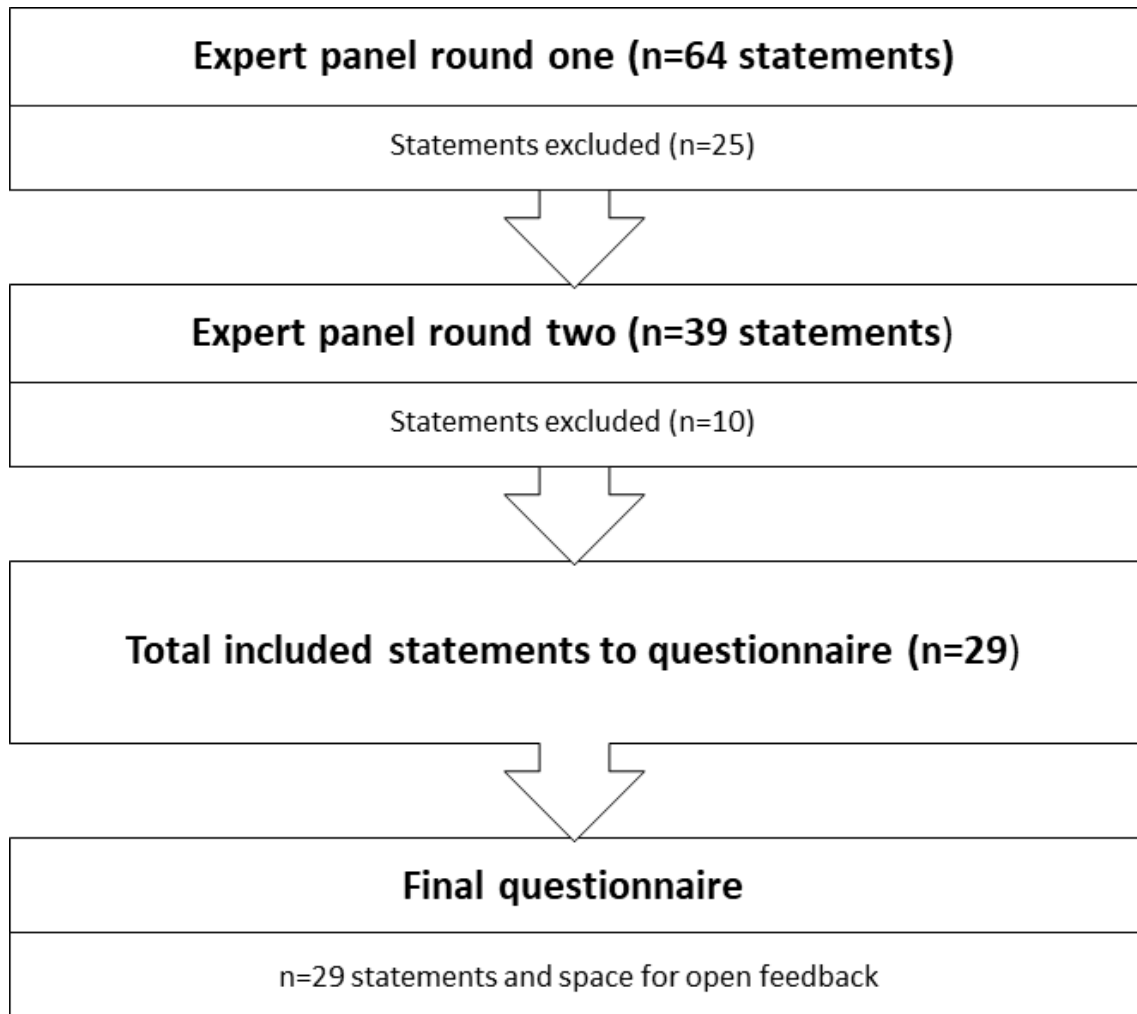 Expert panel round one (n=64 statements)
Statements excluded (n=25)
Expert panel round two (n=39 statements)
Statements excluded (n=10)
Total included statements to questionnaire (n=29)
Final questionnaire
n=29 statements and space for open feedback